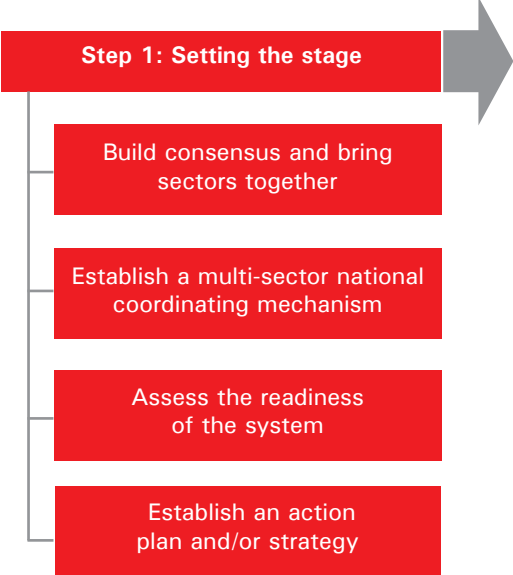 Step 1: Setting the stage
Build consensus and bring
sectors together
Establish a multi-sector national
coordinating mechanism
Assess the readiness
of the system
Establish an action
plan and/or strategy